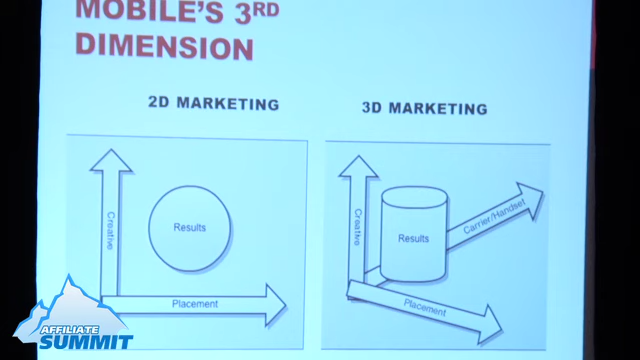 MOBILE'S 3RD
DIMENSION
2D MARKETING
3D MARKETING
Creative
Results
Placement
Creative
Results
Carrier/Handset
Placement
AFFILIATE
SUMMIT